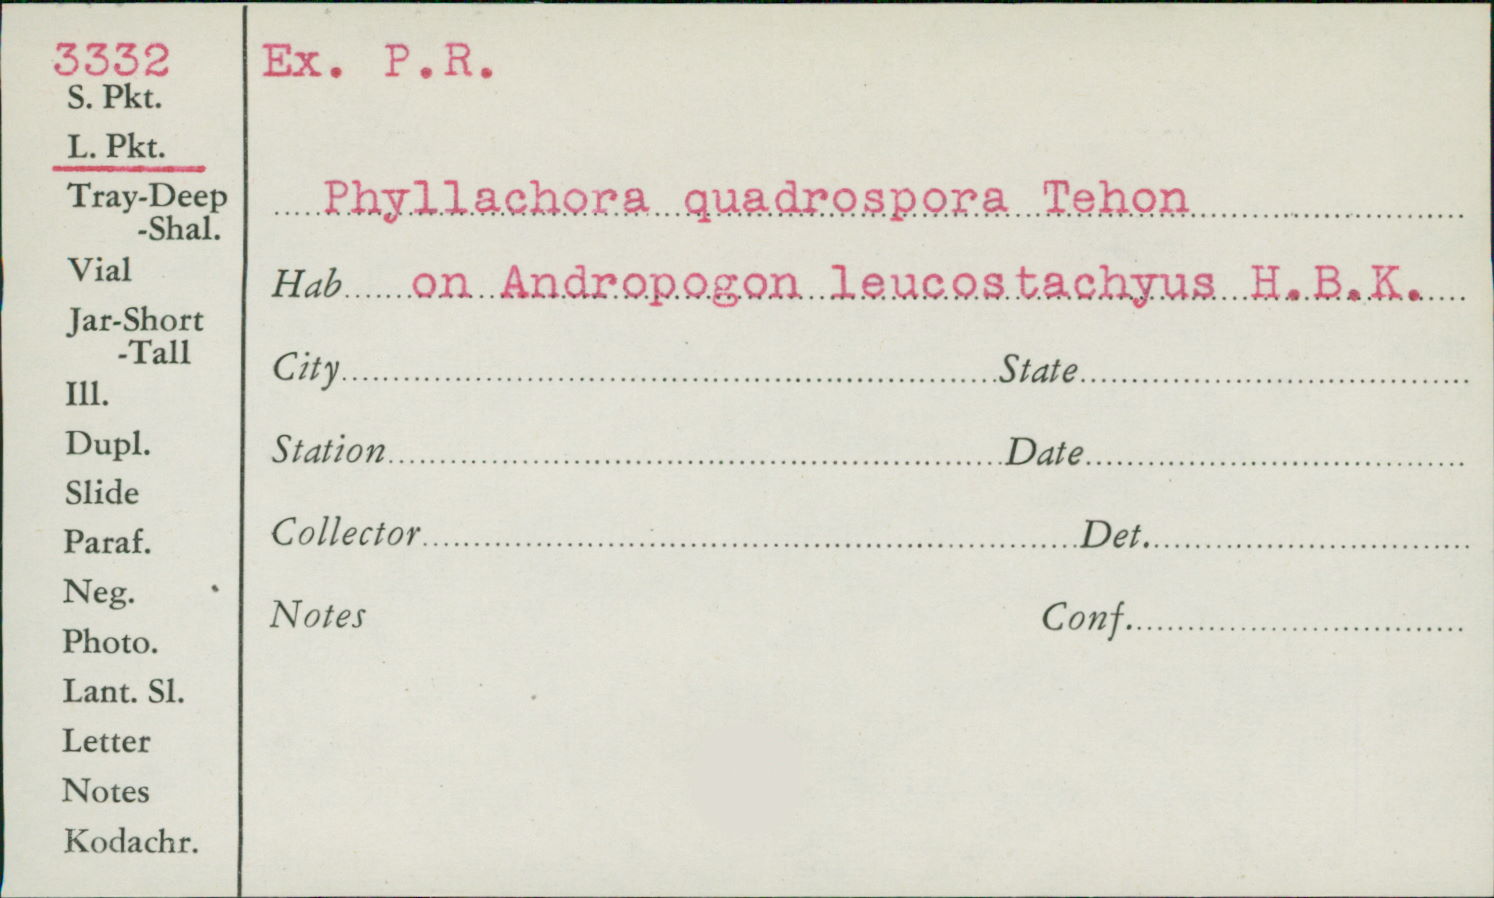 3332
S. Pkt.
L. Pkt.
Tray-Deep
-Shal.
Vial
Jar-Short
-Tall
Ill.
Dupl.
Slide
Paraf.
Neg.
Photo.
Lant. Sl.
Letter
Notes
Kodachr.
Ex. P.R.
Phyllachora quadrospora Tehon
Hab on Andropogon leucostachyus H.B.K.
City State
Station Date
Collector Det.
Notes Conf.